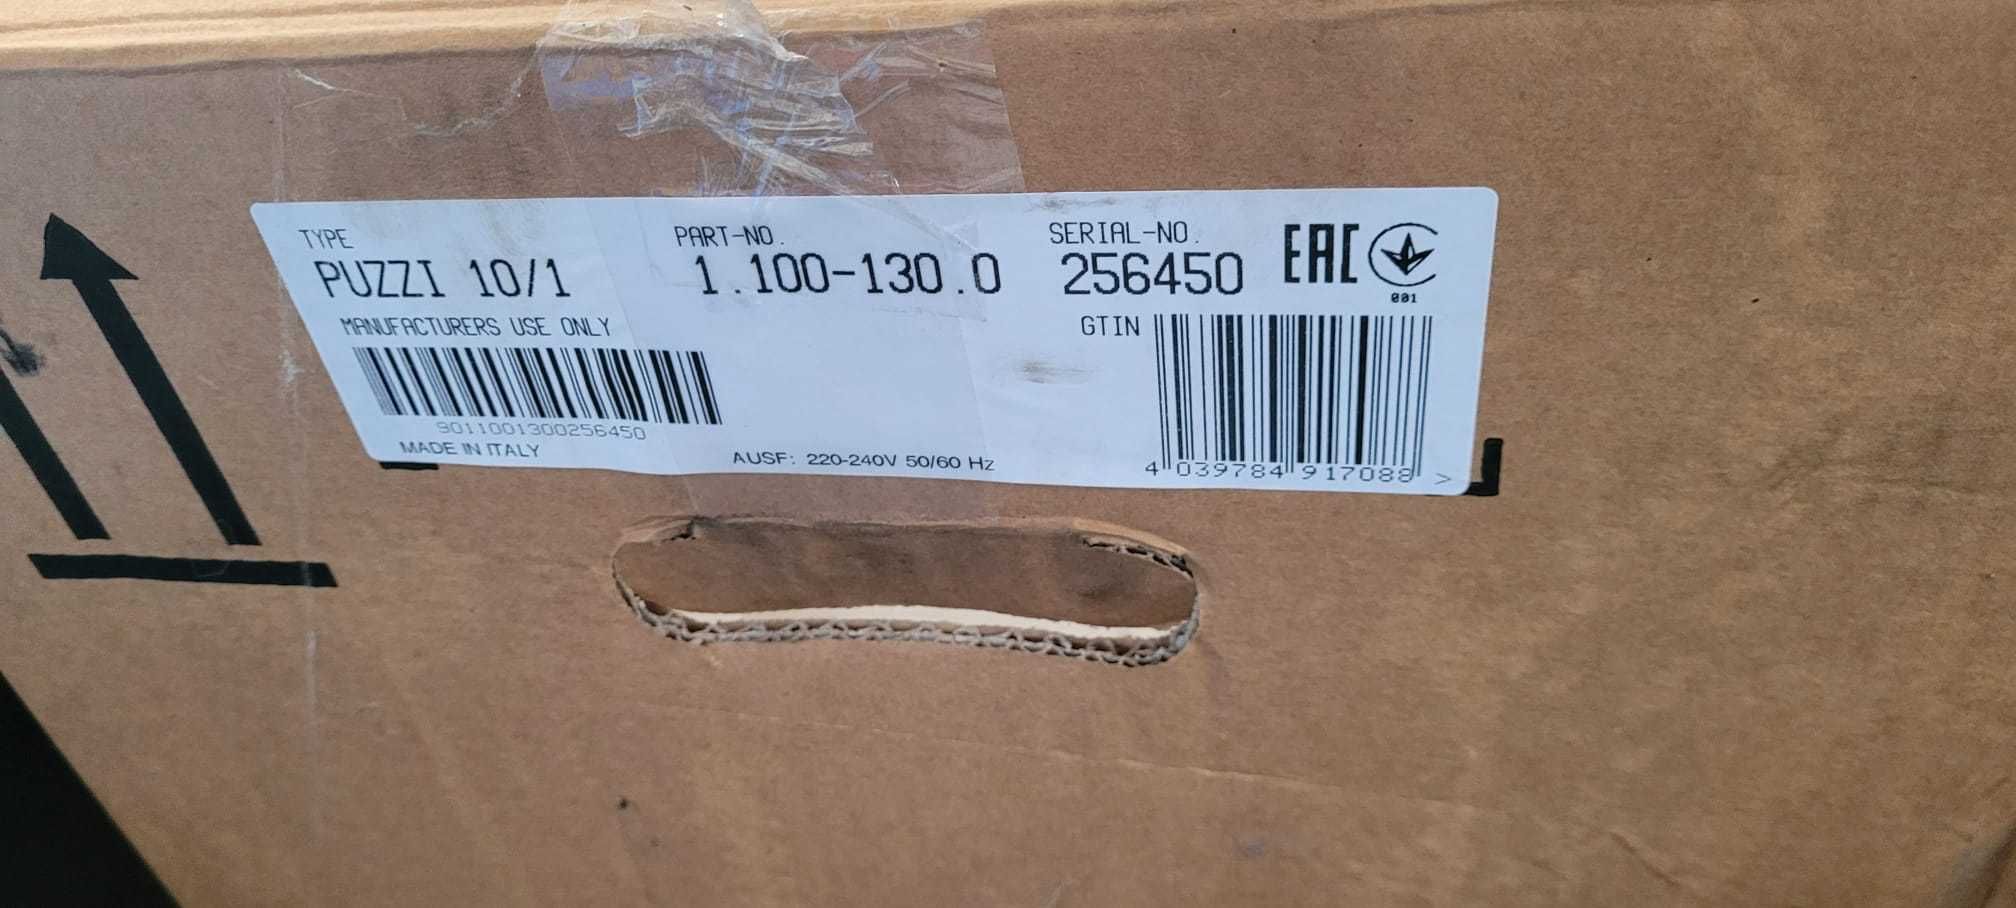 TYPE PART-NO. SERIAL-NO. EAC
PUZZI 10/1 1.100-130.0 256450
001
MANUFACTURERS USE ONLY GTIN
9011001300256450
MADE IN ITALY AUSF: 220-240V 50/60 Hz 4 039784 917088 >